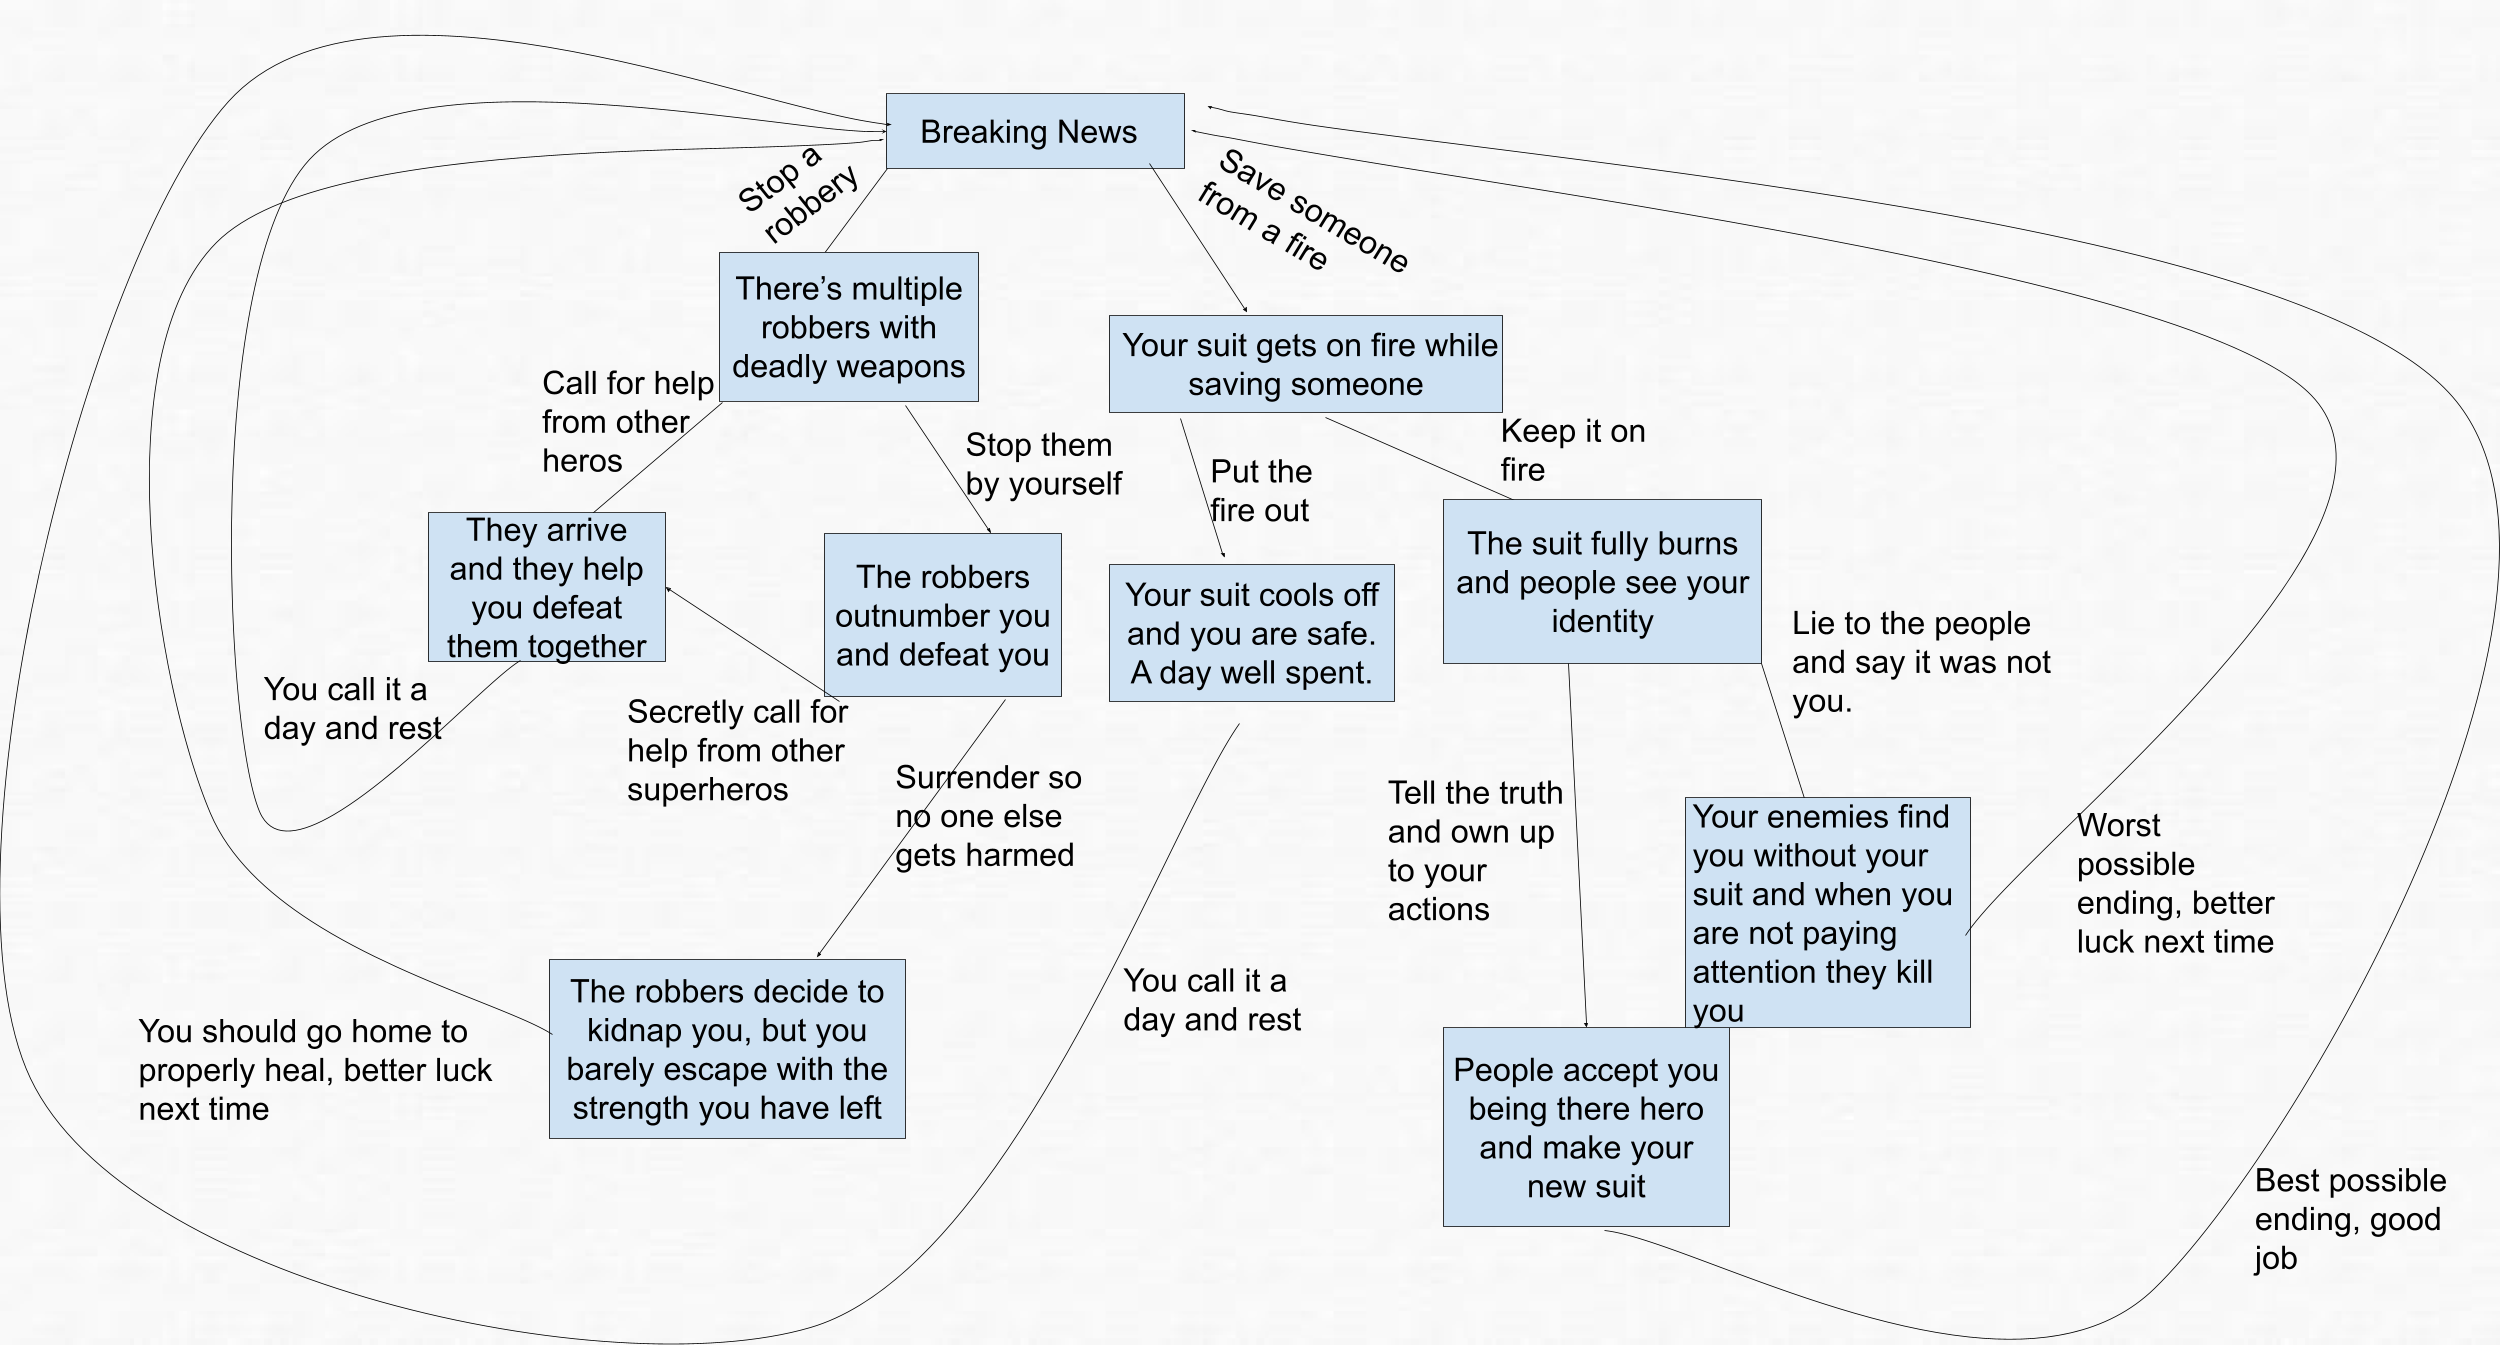 Breaking News
Stop a
robbery
Save someone
from a fire
There’s multiple
robbers with
deadly weapons
Your suit gets on fire while
saving someone
Call for help
from other
heros
Stop them
by yourself
Put the
fire out
Keep it on
fire
They arrive
and they help
you defeat
them together
The robbers
outnumber you
and defeat you
Your suit cools off
and you are safe.
A day well spent.
The suit fully burns
and people see your
identity
Lie to the people
and say it was not
you.
You call it a
day and rest
Secretly call for
help from other
superheros
Surrender so
no one else
gets harmed
Tell the truth
and own up
to your
actions
Your enemies find
you without your
suit and when you
are not paying
attention they kill
you
Worst
possible
ending, better
luck next time
The robbers decide to
kidnap you, but you
barely escape with the
strength you have left
You call it a
day and rest
You should go home to
properly heal, better luck
next time
People accept you
being there hero
and make your
new suit
Best possible
ending, good
job